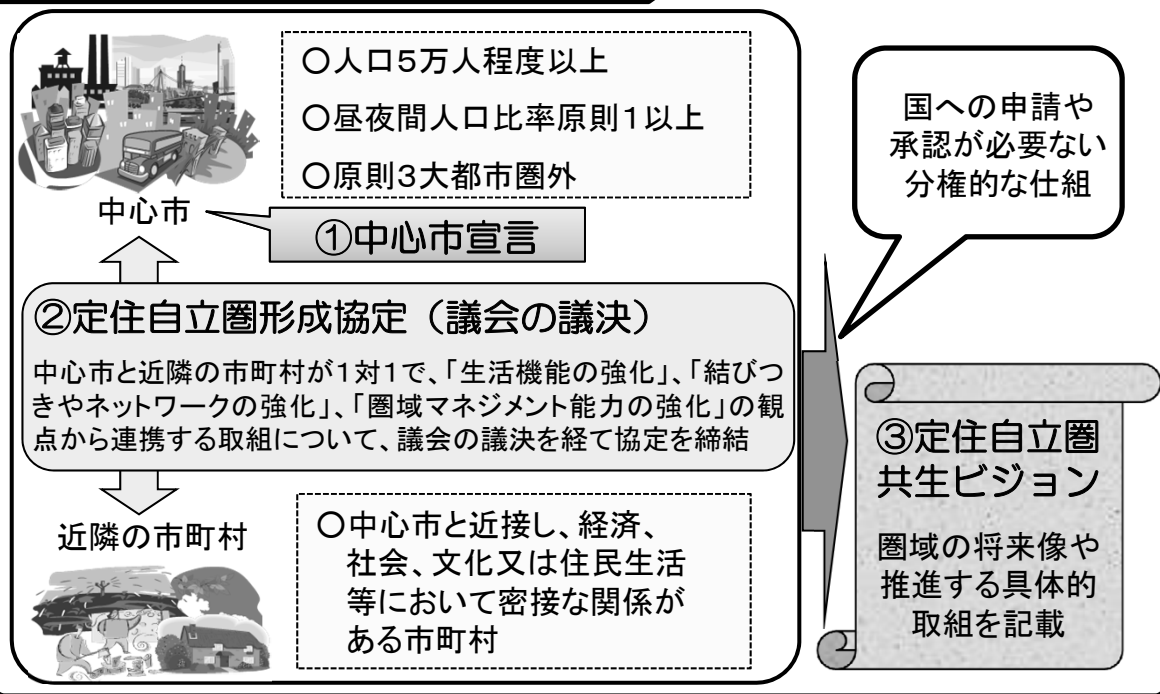 ○人口5万人程度以上
○昼夜間人口比率原則1以上
○原則3大都市圏外
中心市
①中心市宣言
②定住自立圏形成協定（議会の議決）
中心市と近隣の市町村が1対1で、「生活機能の強化」、「結びつ
きやネットワークの強化」、「圏域マネジメント能力の強化」の観
点から連携する取組について、議会の議決を経て協定を締結
近隣の市町村
○中心市と近接し、経済、
社会、文化又は住民生活
等において密接な関係が
ある市町村
国への申請や
承認が必要ない
分権的な仕組
③定住自立圏
共生ビジョン
圏域の将来像や
推進する具体的
取組を記載